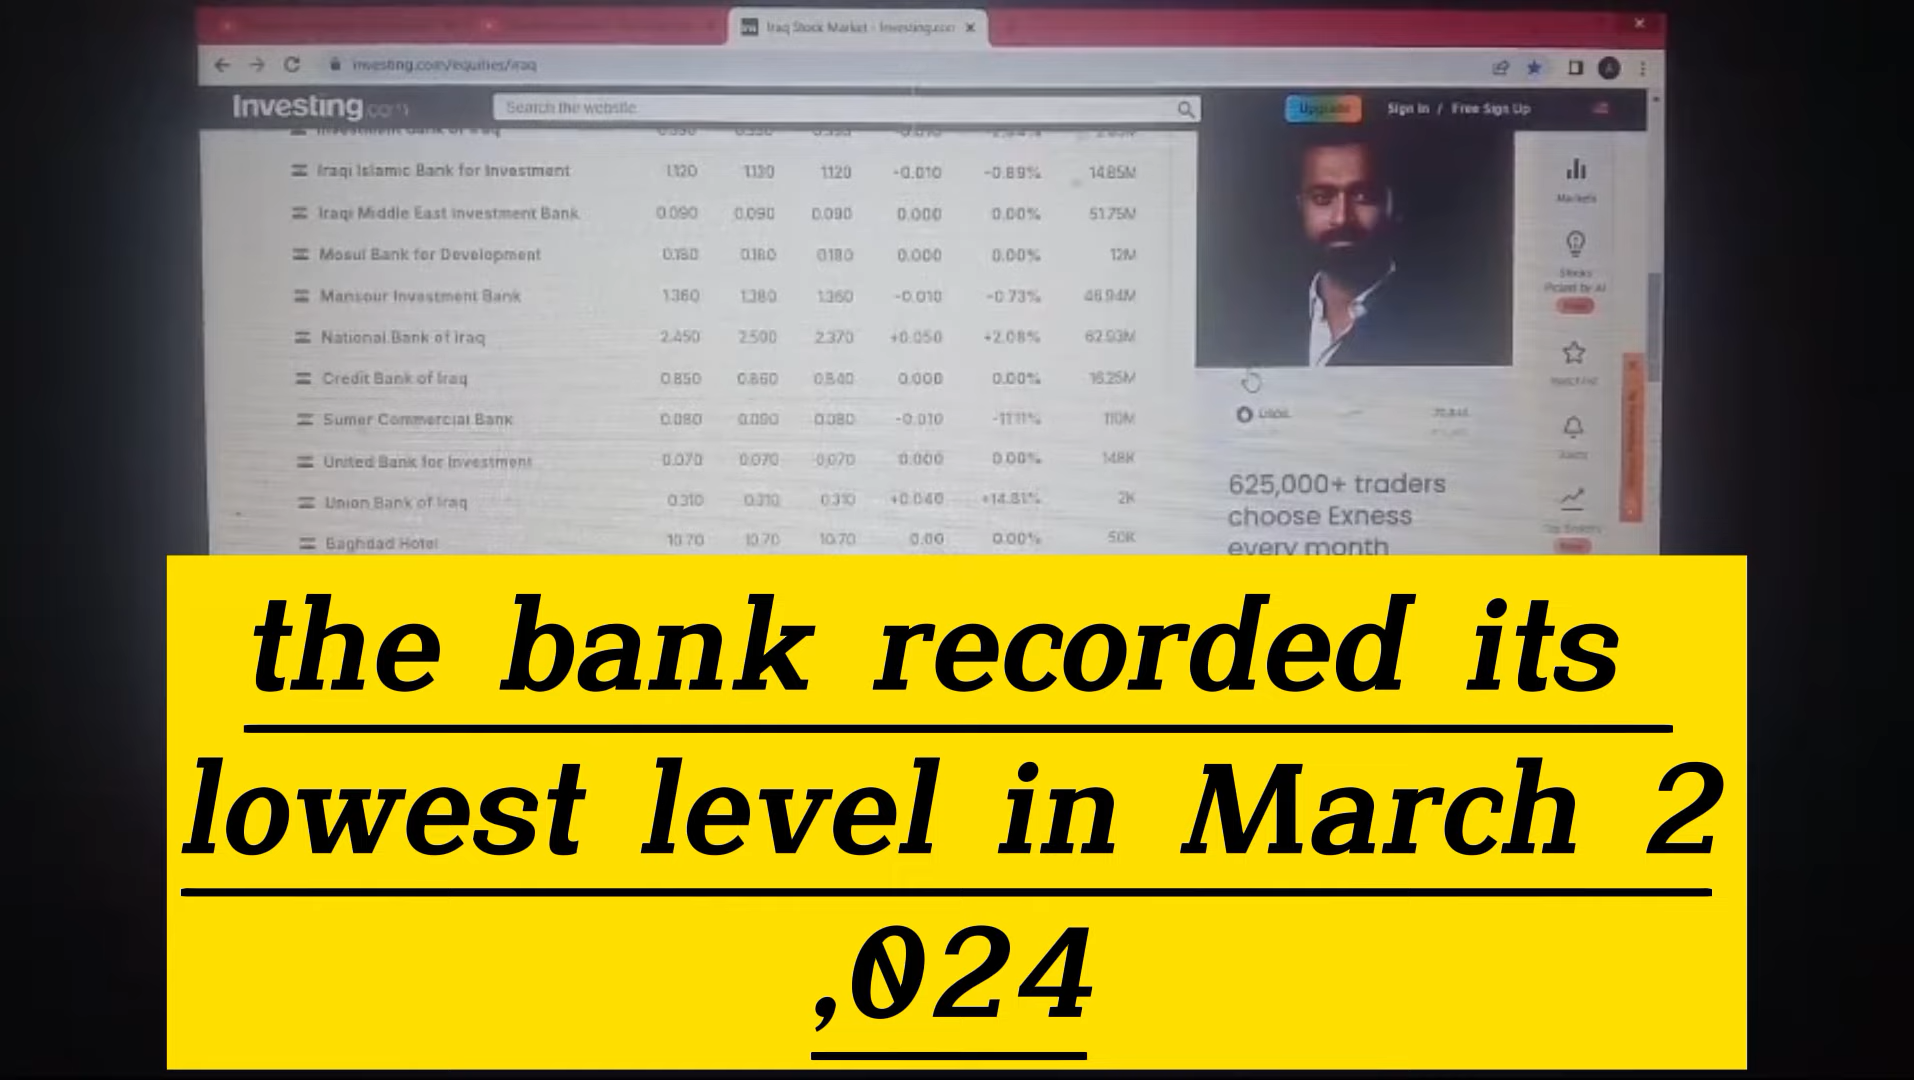 Iraq Stock Market - Investing.com
investing.com/equities/iraq
Investing.com Search the website Upgrade Sign In / Free Sign Up
Iraqi Islamic Bank for Investment 1.120 1.130 1.120 -0.010 -0.89% 14.85M
Iraqi Middle East Investment Bank 0.090 0.090 0.090 0.000 0.00% 51.75M
Mosul Bank for Development 0.180 0.180 0.180 0.000 0.00% 12M
Mansour Investment Bank 1.360 1.380 1.360 -0.010 -0.73% 46.94M
National Bank of Iraq 2.450 2.500 2.370 +0.050 +2.08% 62.93M
Credit Bank of Iraq 0.850 0.860 0.840 0.000 0.00% 16.25M
Sumer Commercial Bank 0.080 0.090 0.080 -0.010 -11.11% 110M
United Bank for Investment 0.070 0.070 0.070 0.000 0.00% 148K
Union Bank of Iraq 0.310 0.310 0.310 +0.040 +14.81% 2K
Baghdad Hotel 10.70 10.70 10.70 0.00 0.00% 50K
Markets
Stocks
Picked by AI
625,000+ traders
choose Exness
every month
the bank recorded its
lowest level in March 2
,024